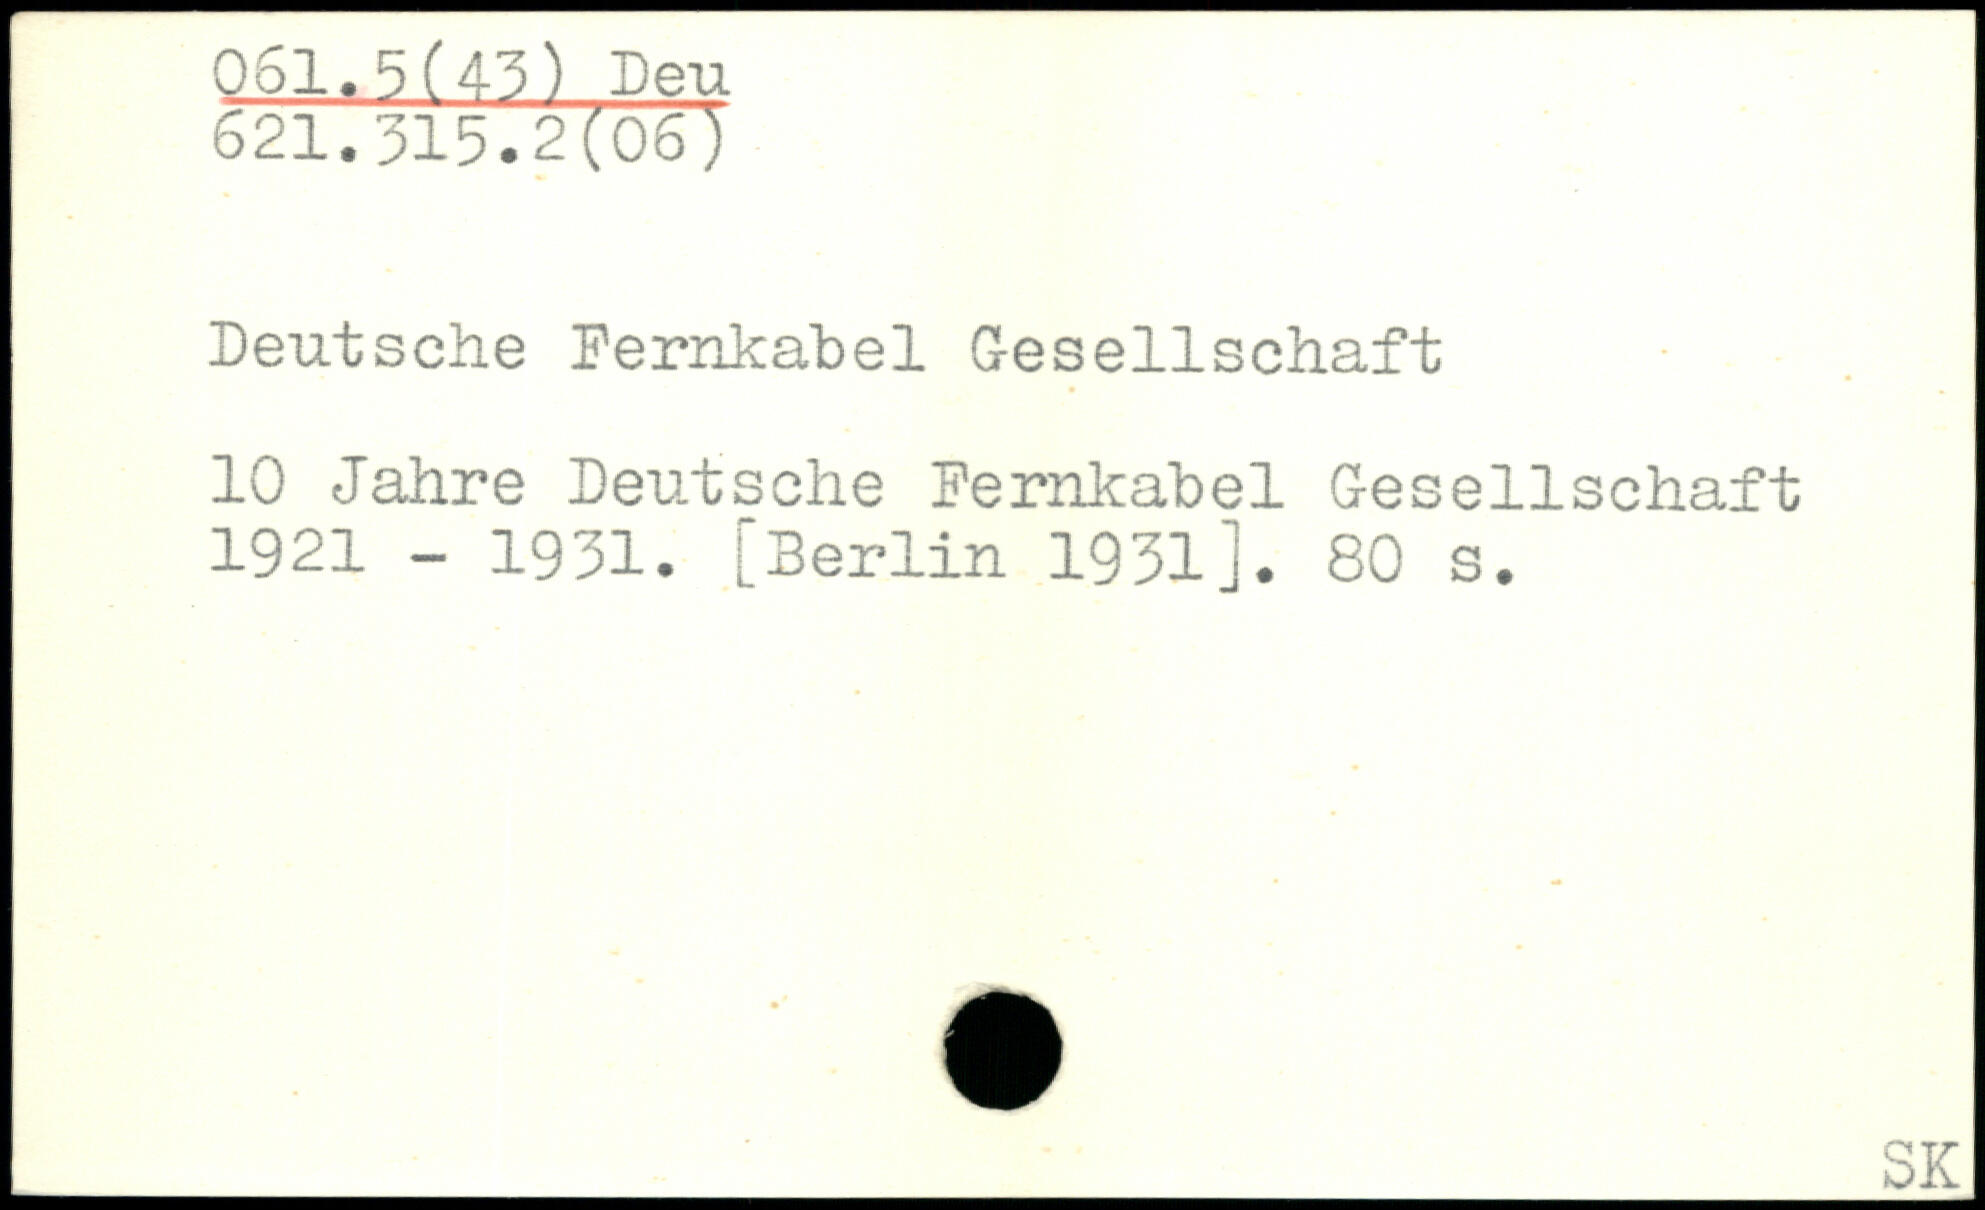 061.5(43) Deu
621.315.2(06)
Deutsche Fernkabel Gesellschaft
10 Jahre Deutsche Fernkabel Gesellschaft
1921 - 1931. [Berlin 1931]. 80 s.
SK